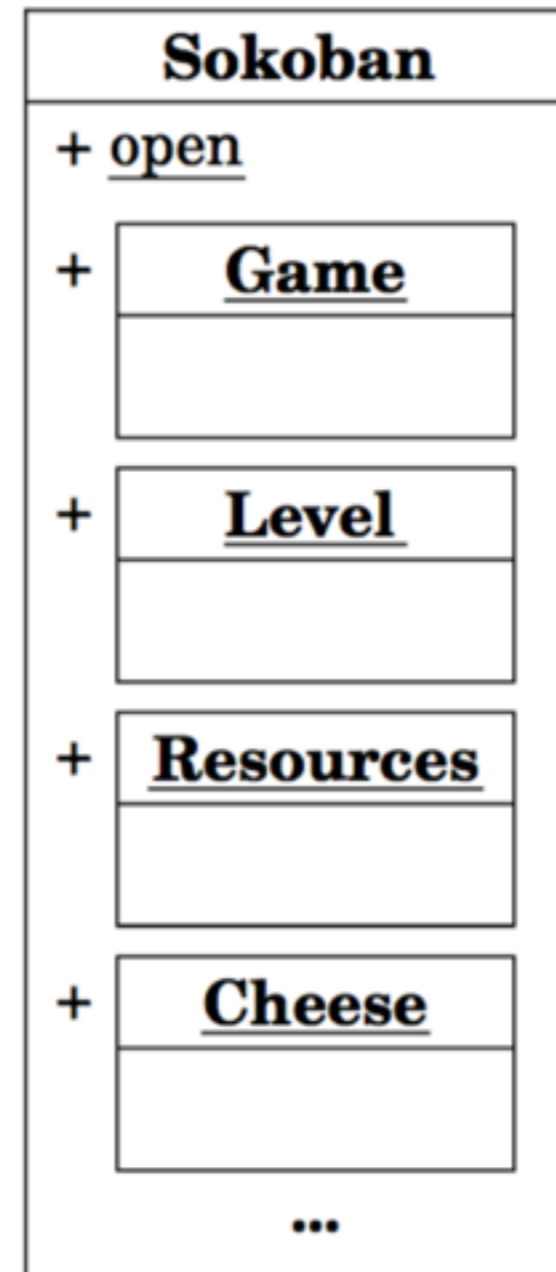 Sokoban
+ open
+ Game
+ Level
+ Resources
+ Cheese
...